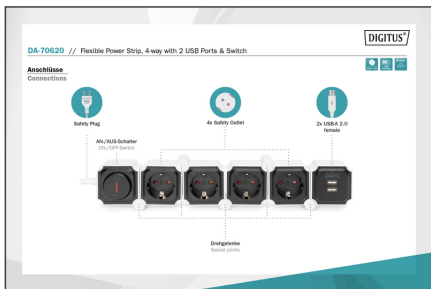 DIGITUS®
DA-70620 // Flexible Power Strip, 4-way with 2 USB Ports & Switch
Anschlüsse
Connections
Safety Plug
4x Safety Outlet
2x USB-A 2.0
female
AN-/AUS-Schalter
ON-/OFF-Switch
Drehgelenke
Swivel joints